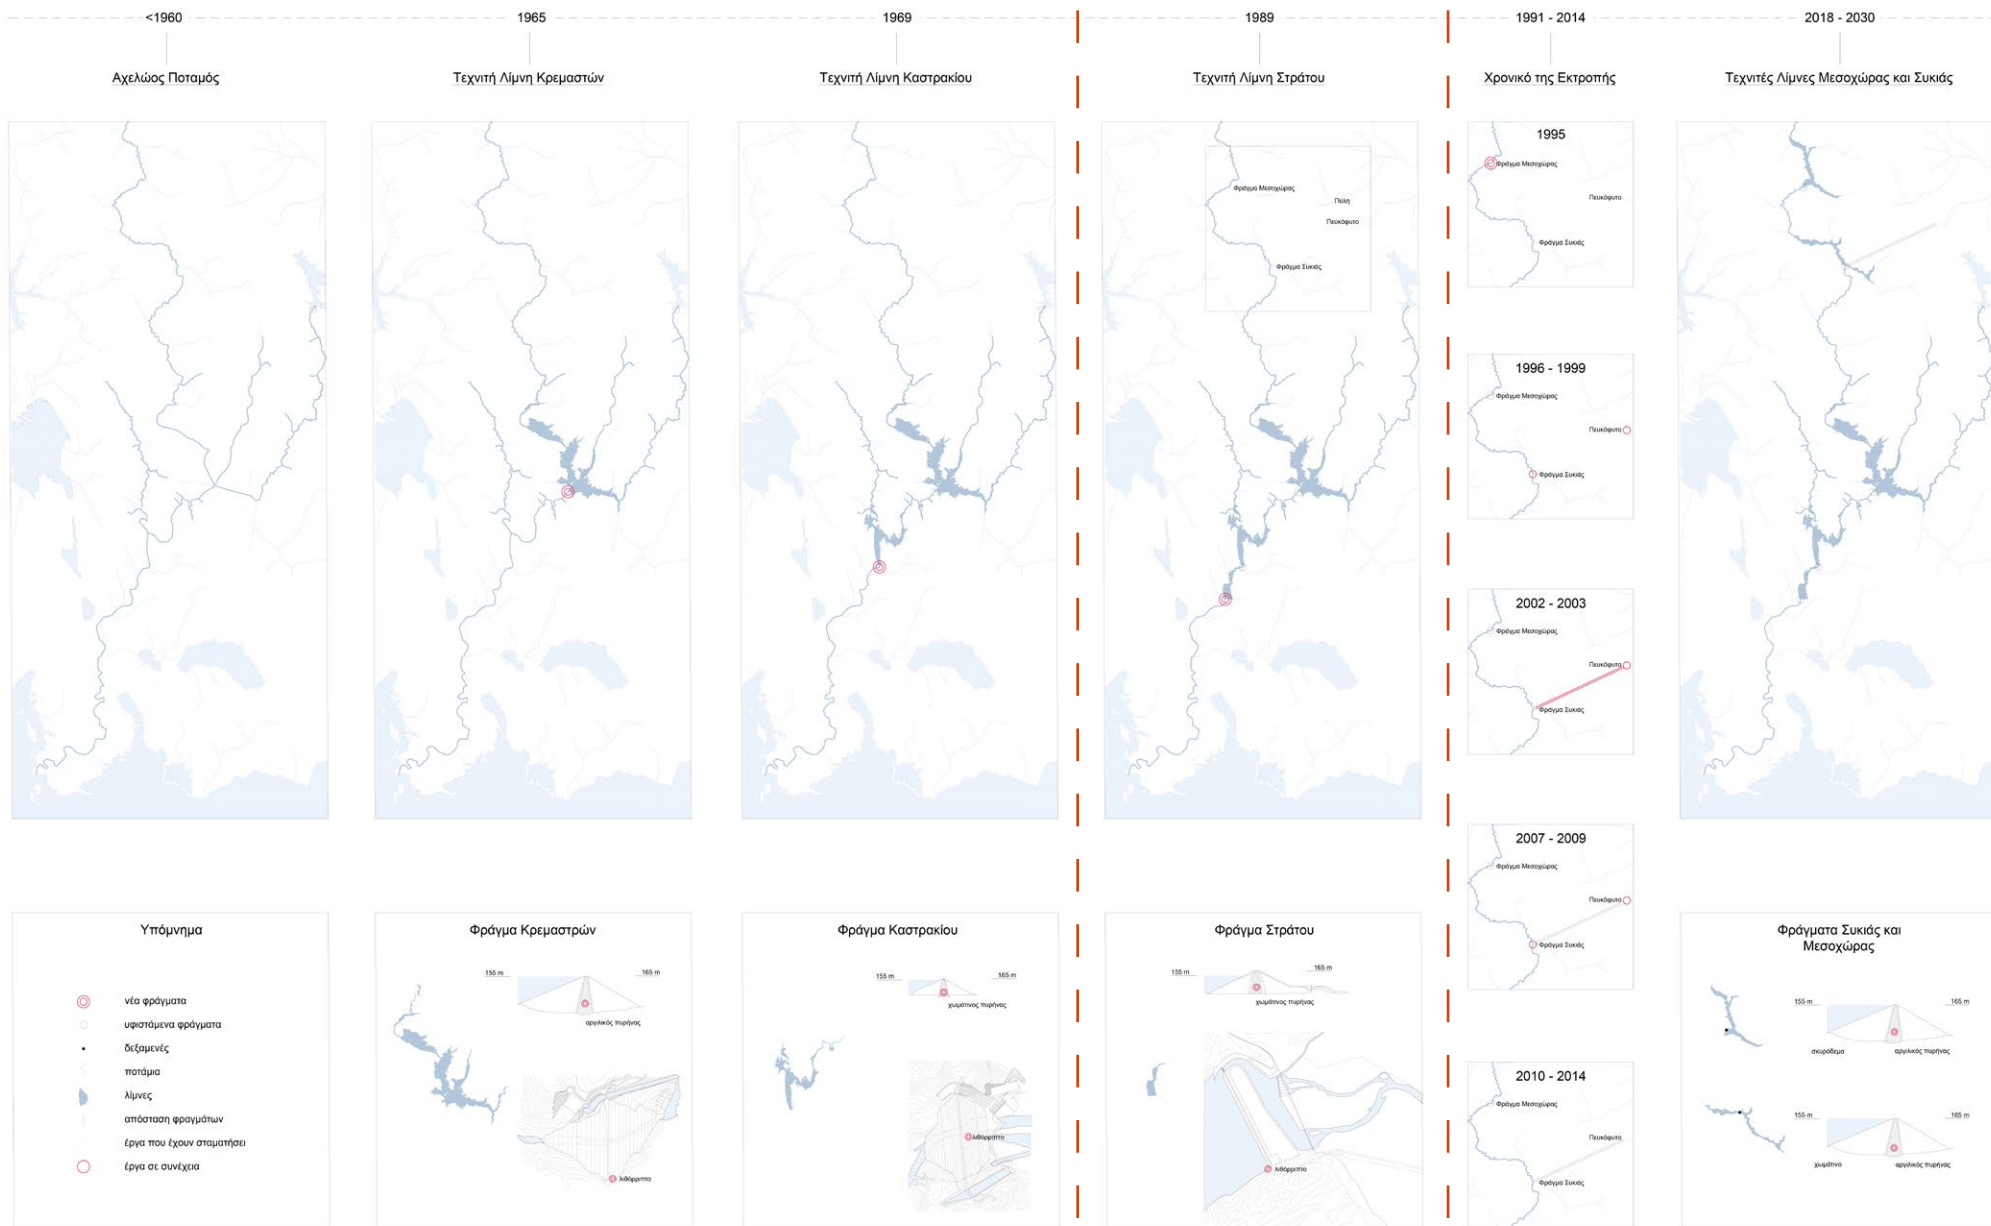 <1960
1965
1969
1989
1991 - 2014
2018 - 2030
Αχελώος Ποταμός
Τεχνιτή Λίμνη Κρεμαστών
Τεχνιτή Λίμνη Καστρακίου
Τεχνιτή Λίμνη Στράτου
Χρονικό της Εκτροπής
Τεχνιτές Λίμνες Μεσοχώρας και Συκιάς
Φράγμα Μεσοχώρας
Πύλη
Πευκόφυτο
Φράγμα Συκιάς
1995
Φράγμα Μεσοχώρας
Πευκόφυτο
Φράγμα Συκιάς
1996 - 1999
Φράγμα Μεσοχώρας
Πευκόφυτο
Φράγμα Συκιάς
2002 - 2003
Φράγμα Μεσοχώρας
Πευκόφυτο
Φράγμα Συκιάς
2007 - 2009
Φράγμα Μεσοχώρας
Πευκόφυτο
Φράγμα Συκιάς
2010 - 2014
Φράγμα Μεσοχώρας
Πευκόφυτο
Φράγμα Συκιάς
Υπόμνημα
νέα φράγματα
υφιστάμενα φράγματα
δεξαμενές
ποτάμια
λίμνες
απόσταση φραγμάτων
έργα που έχουν σταματήσει
έργα σε συνέχεια
Φράγμα Κρεμαστρών
155 m
165 m
αργιλικός πυρήνας
λιθόρριπτο
Φράγμα Καστρακίου
155 m
165 m
χωμάτινος πυρήνας
λιθόρριπτο
Φράγμα Στράτου
155 m
165 m
χωμάτινος πυρήνας
λιθόρριπτο
Φράγματα Συκιάς και
Μεσοχώρας
155 m
165 m
σκυρόδεμα
αργιλικός πυρήνας
155 m
165 m
χωμάτινο
αργιλικός πυρήνας